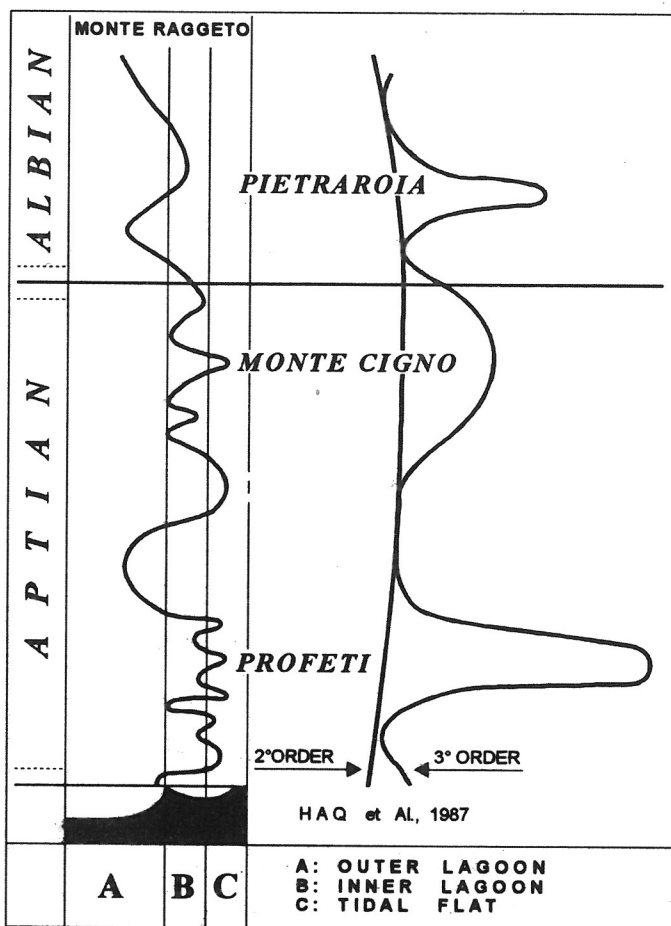 MONTE RAGGETO
ALBIAN
PIETRAROIA
MONTE CIGNO
APTIAN
PROFETI
2°ORDER
3° ORDER
HAQ et Al., 1987
A B C
A: OUTER LAGOON
B: INNER LAGOON
C: TIDAL FLAT